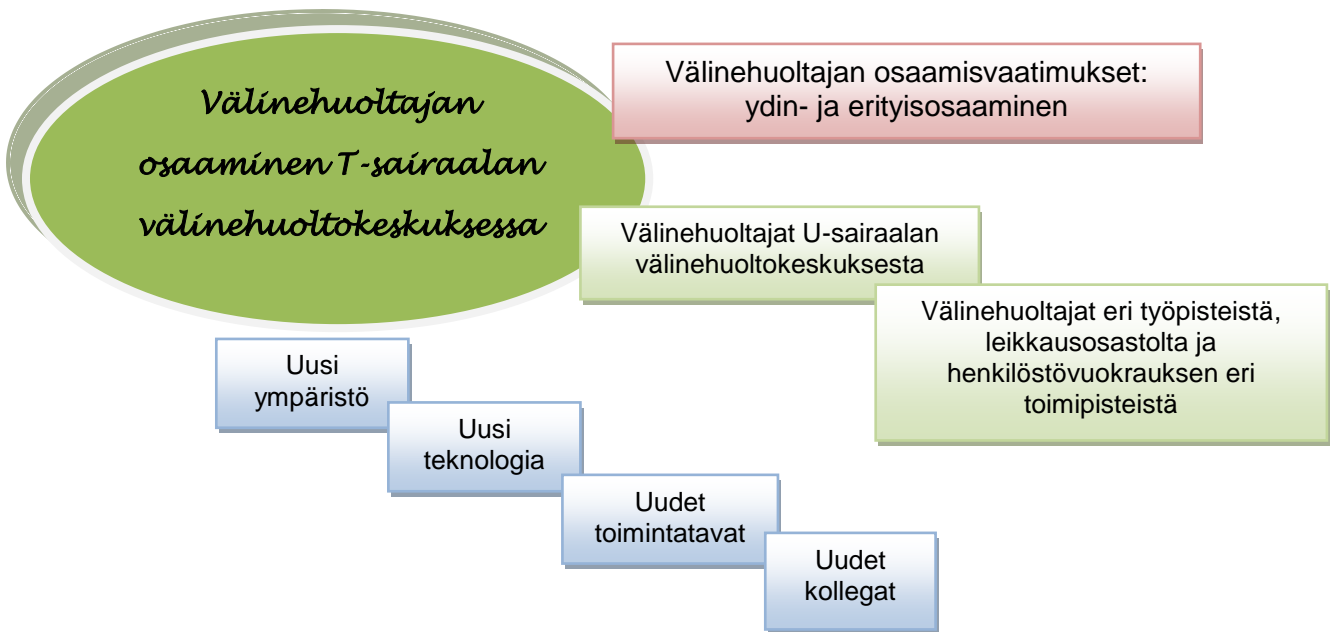 Välinehuoltajan
osaaminen T-sairaalan
välinehuoltokeskuksessa
Välinehuoltajan osaamisvaatimukset:
ydin- ja erityisosaaminen
Välinehuoltajat U-sairaalan
välinehuoltokeskuksesta
Välinehuoltajat eri työpisteistä,
leikkausosastolta ja
henkilöstövuokrauksen eri
toimipisteistä
Uusi
ympäristö
Uusi
teknologia
Uudet
toimintatavat
Uudet
kollegat